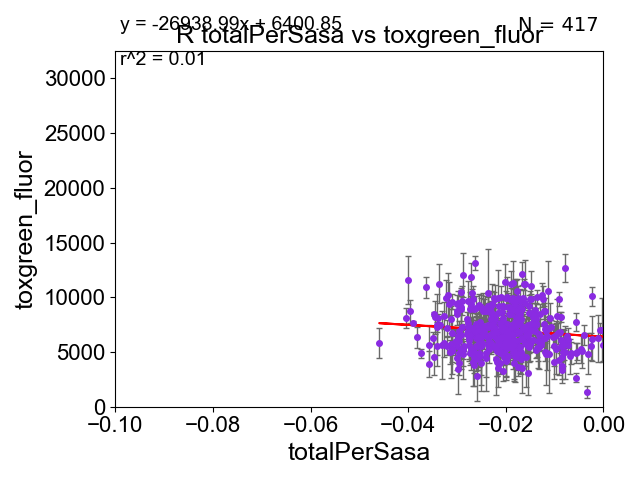 y = -26938.99x + 6400.85
N = 417
R totalPerSasa vs toxgreen_fluor
r^2 = 0.01
30000
25000
20000
15000
10000
5000
0
toxgreen_fluor
−0.10 −0.08 −0.06 −0.04 −0.02 0.00
totalPerSasa